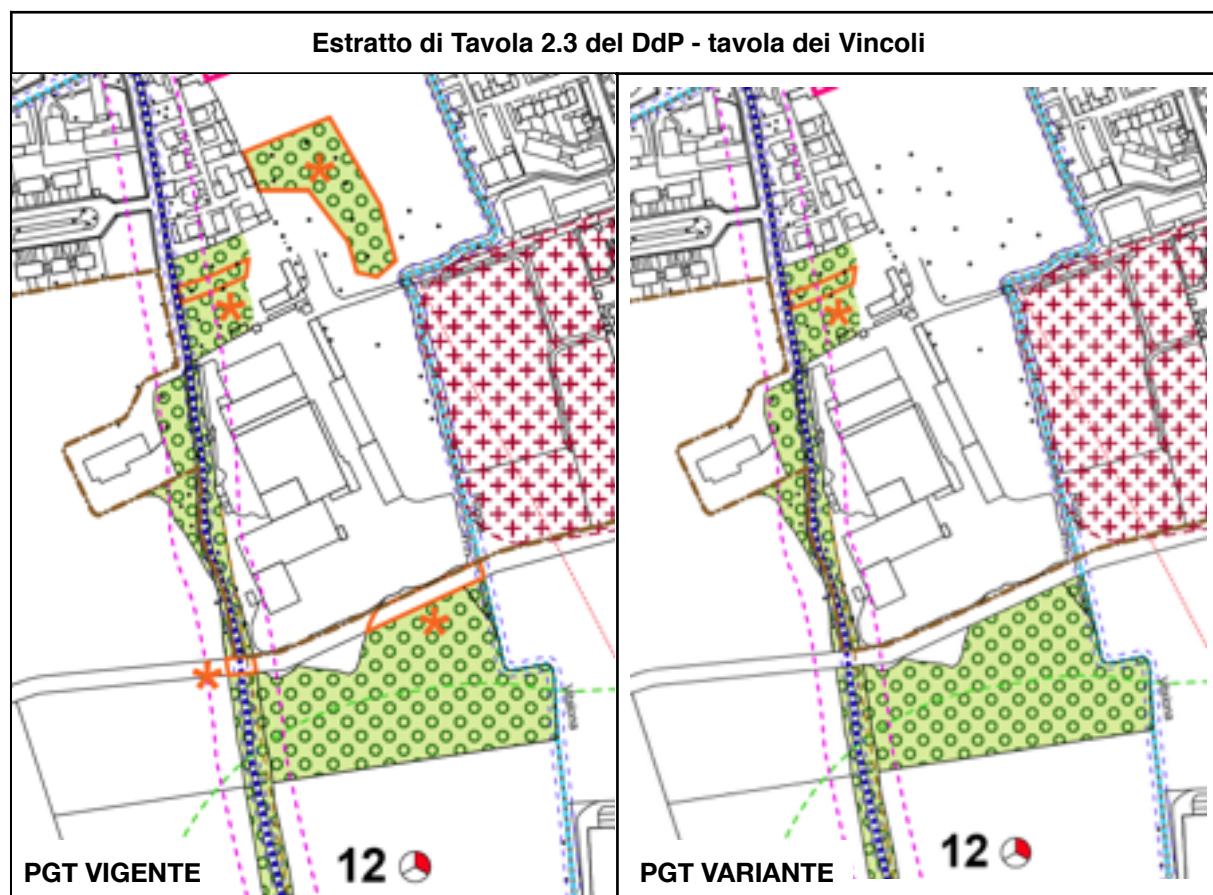 Estratto di Tavola 2.3 del DdP - tavola dei Vincoli
PGT VIGENTE
12
PGT VARIANTE
12